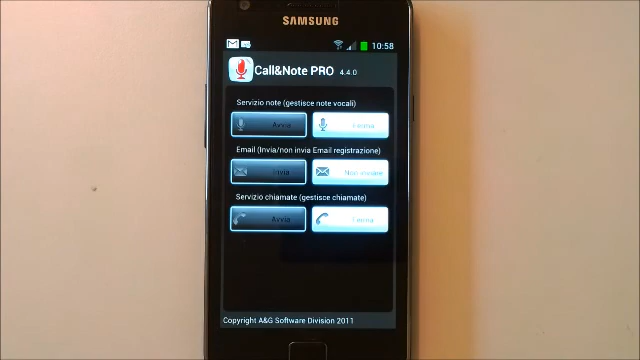 SAMSUNG
10:58
Call&Note PRO 4.4.0
Servizio note (gestisce note vocali)
Avvia Ferma
Email (Invia/non invia Email registrazione)
Invia Non inviare
Servizio chiamate (gestisce chiamate)
Avvia Ferma
Copyright A&G Software Division 2011